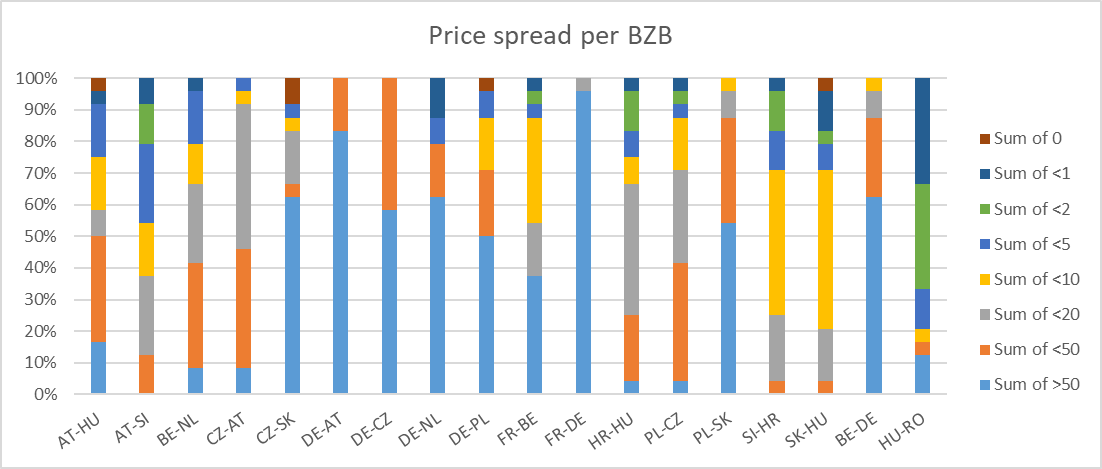 Price spread per BZB
100%
90%
80%
70%
60%
50%
40%
30%
20%
10%
0%
AT-HU
AT-SI
BE-NL
CZ-AT
CZ-SK
DE-AT
DE-CZ
DE-NL
DE-PL
FR-BE
FR-DE
HR-HU
PL-CZ
PL-SK
SI-HR
SK-HU
BE-DE
HU-RO
Sum of 0
Sum of <1
Sum of <2
Sum of <5
Sum of <10
Sum of <20
Sum of <50
Sum of >50